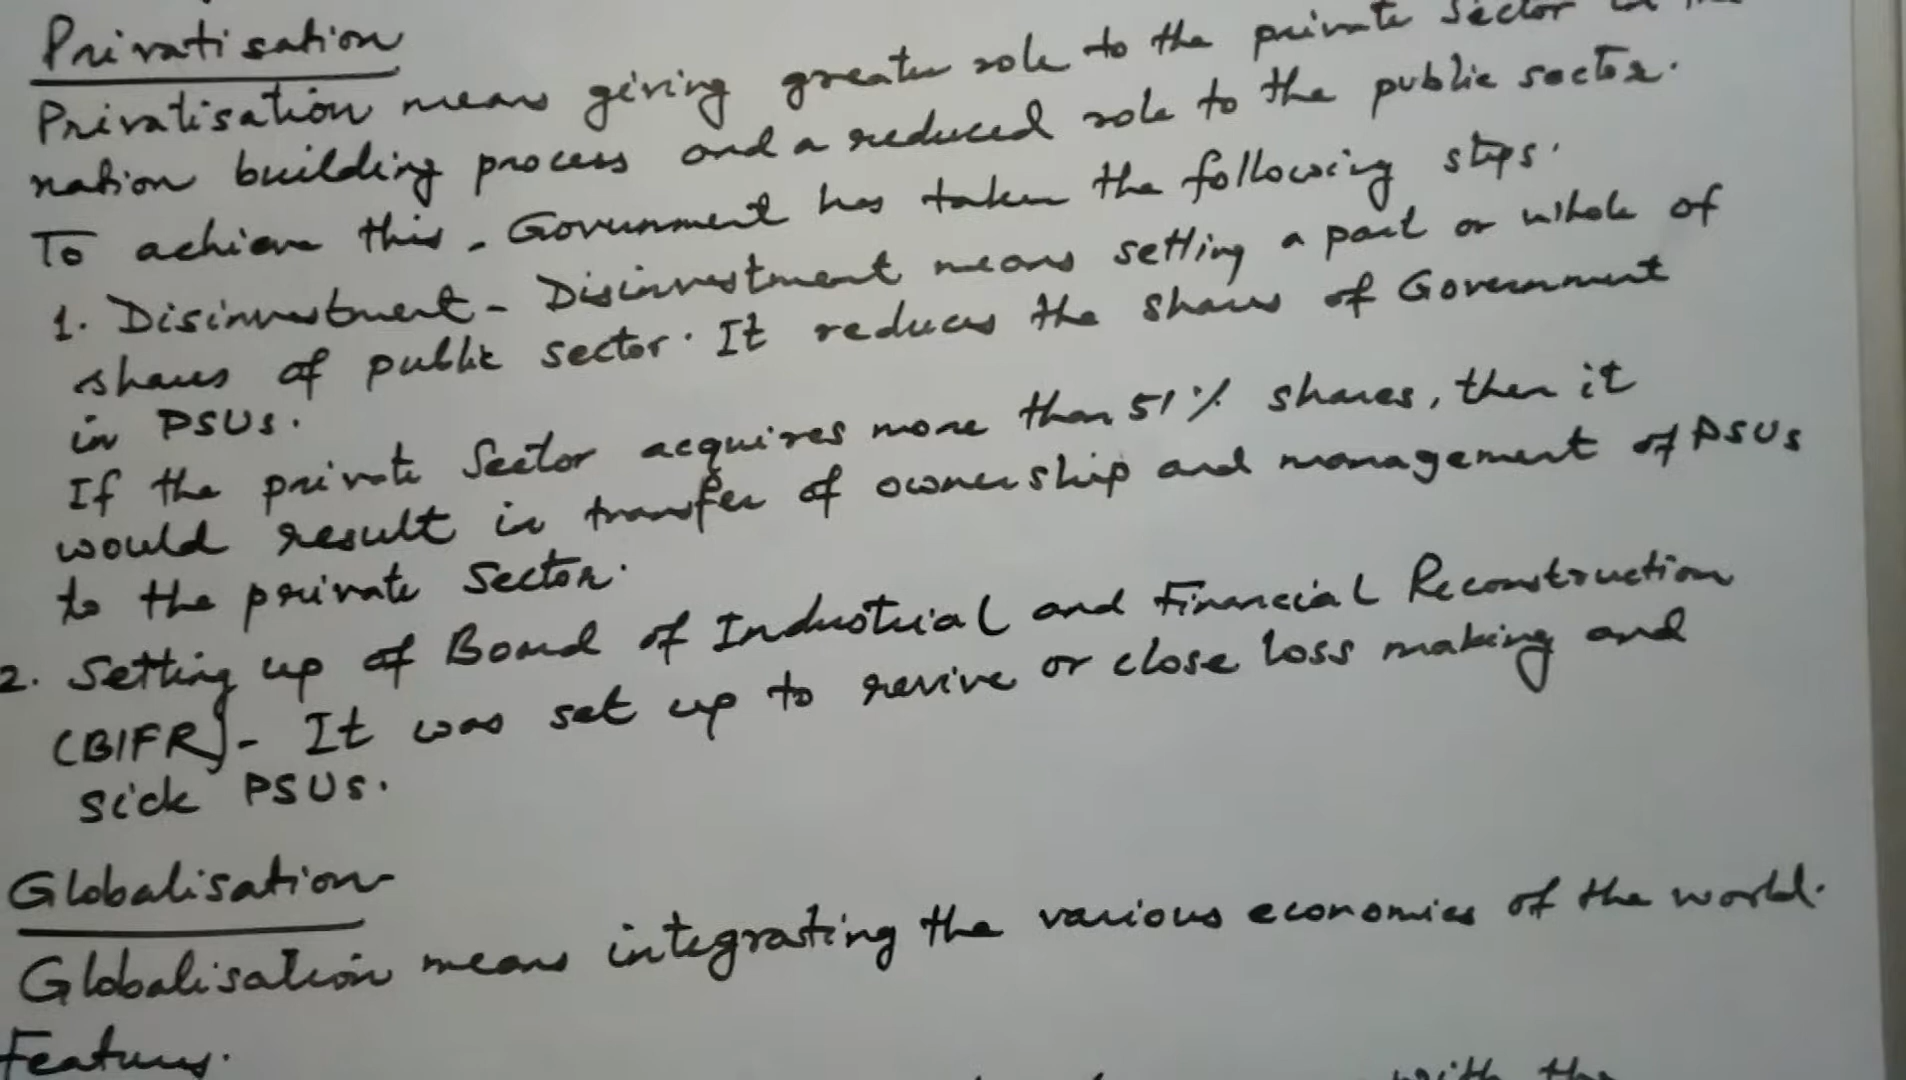 Privatisation
Privatisation means giving greater role to the private sector in the
nation building process and a reduced role to the public sector.
To achieve this, Government has taken the following steps.
1. Disinvestment - Disinvestment means selling a part or whole of
shares of public sector. It reduces the shares of Government
in PSUs.
If the private Sector acquires more than 51% shares, then it
would result in transfer of ownership and management of PSUs
to the private Sector.
2. Setting up of Board of Industrial and Financial Reconstruction
(BIFR) - It was set up to revive or close loss making and
sick PSUs.
Globalisation
Globalisation means integrating the various economies of the world.
Features.
with the